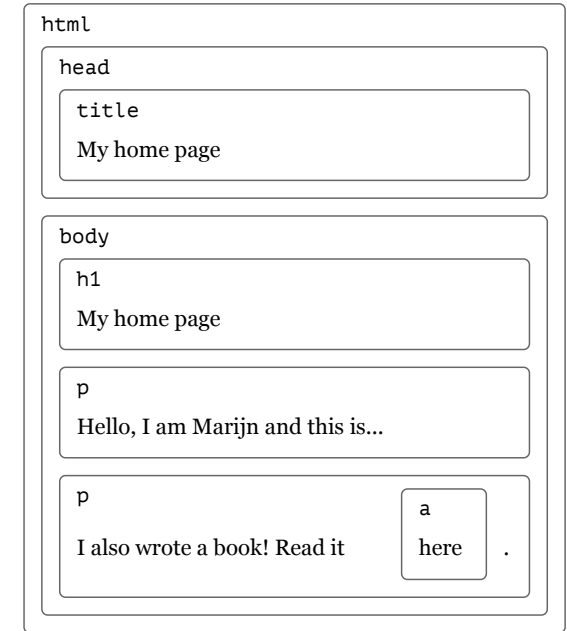 html
head
title
My home page
body
h1
My home page
p
Hello, I am Marijn and this is...
p
a
I also wrote a book! Read it here .